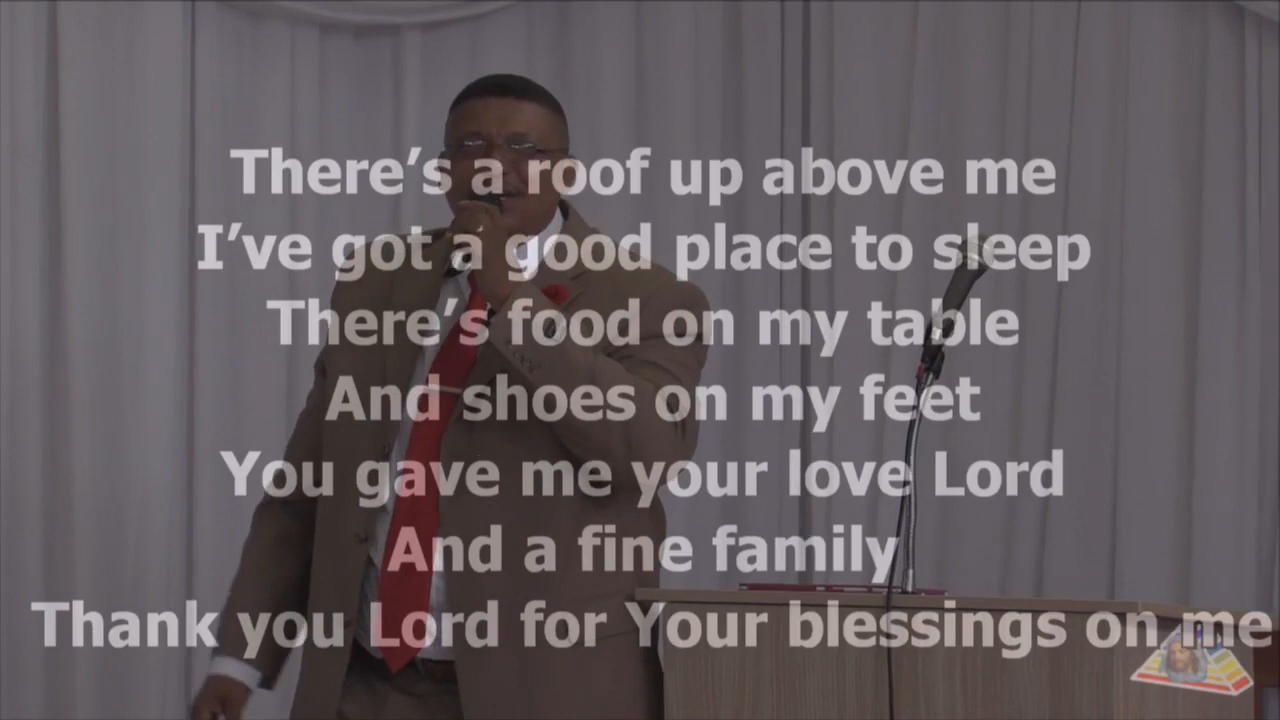 There’s a roof up above me
I’ve got a good place to sleep
There’s food on my table
And shoes on my feet
You gave me your love Lord
And a fine family
Thank you Lord for Your blessings on me